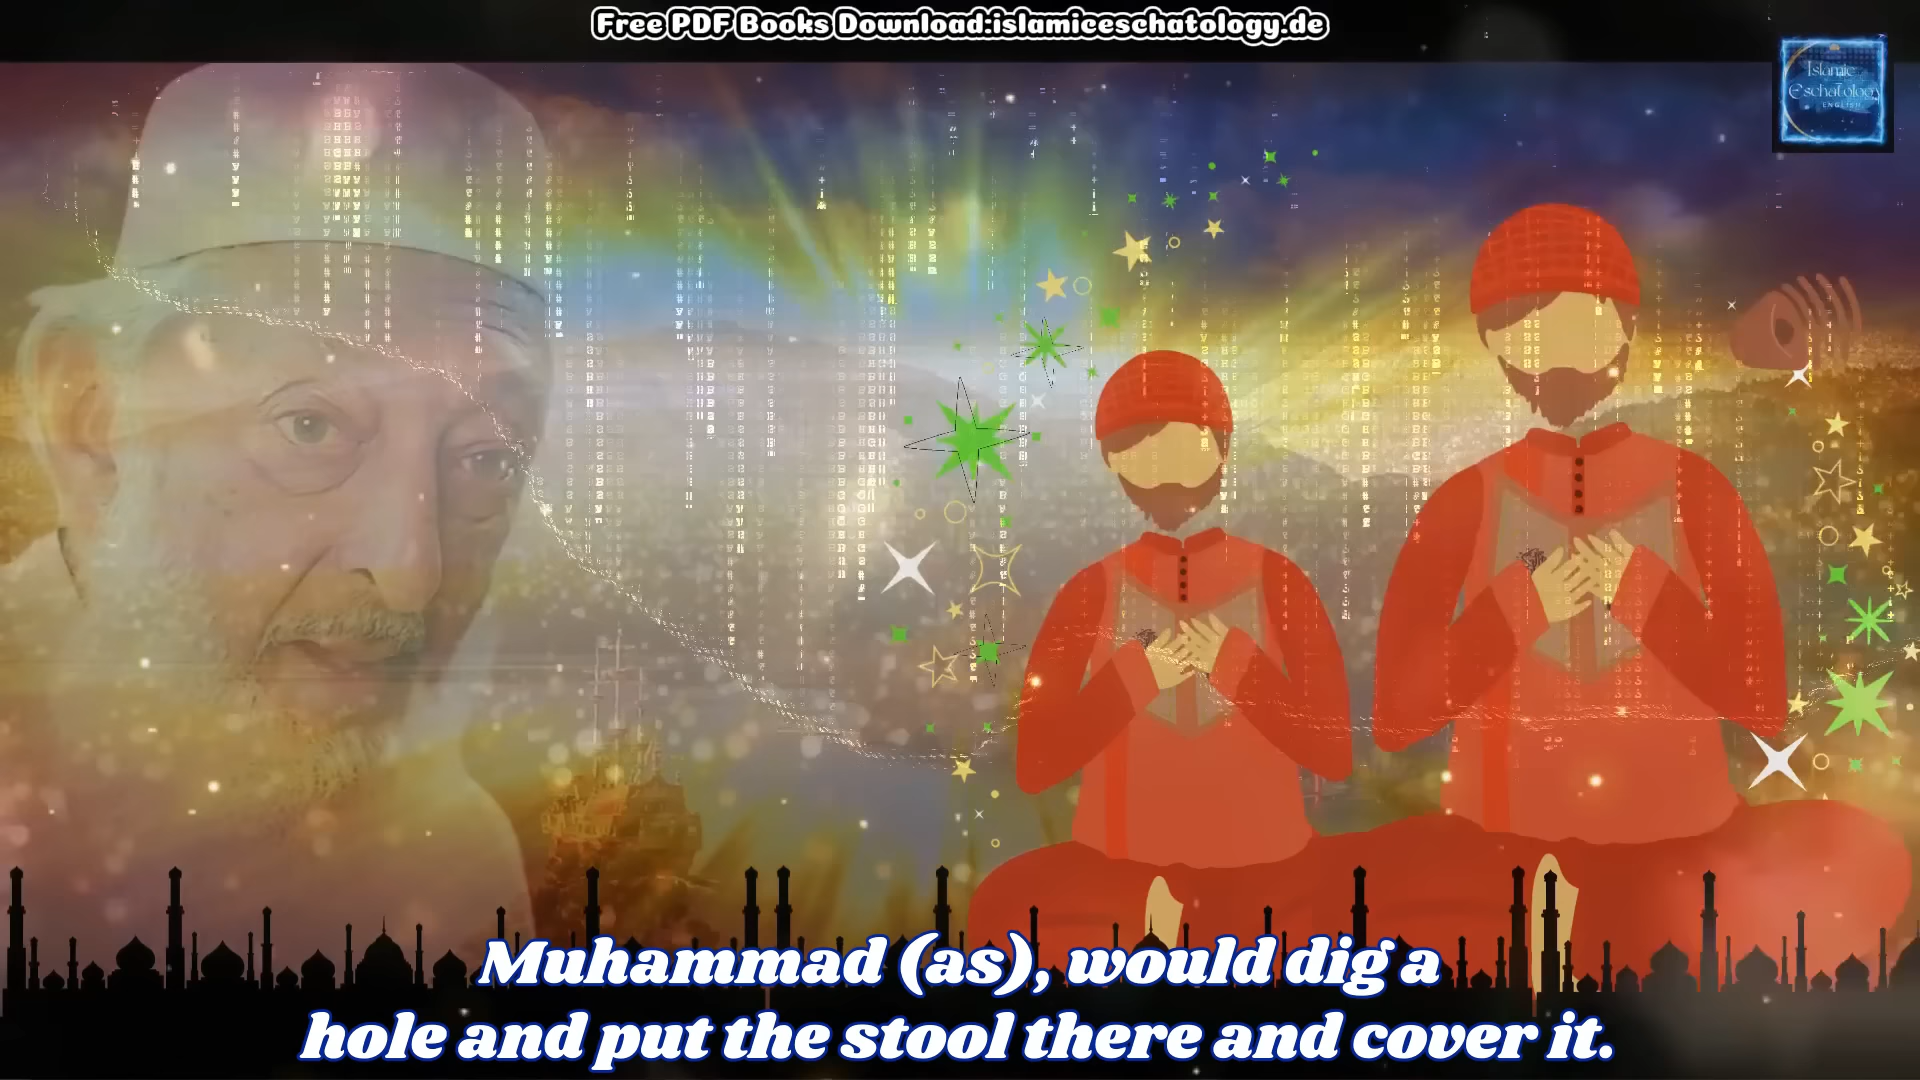 Free PDF Books Download:islamiceschatology.de
Islamic
Eschatology
ENGLISH
Muhammad (as), would dig a
hole and put the stool there and cover it.